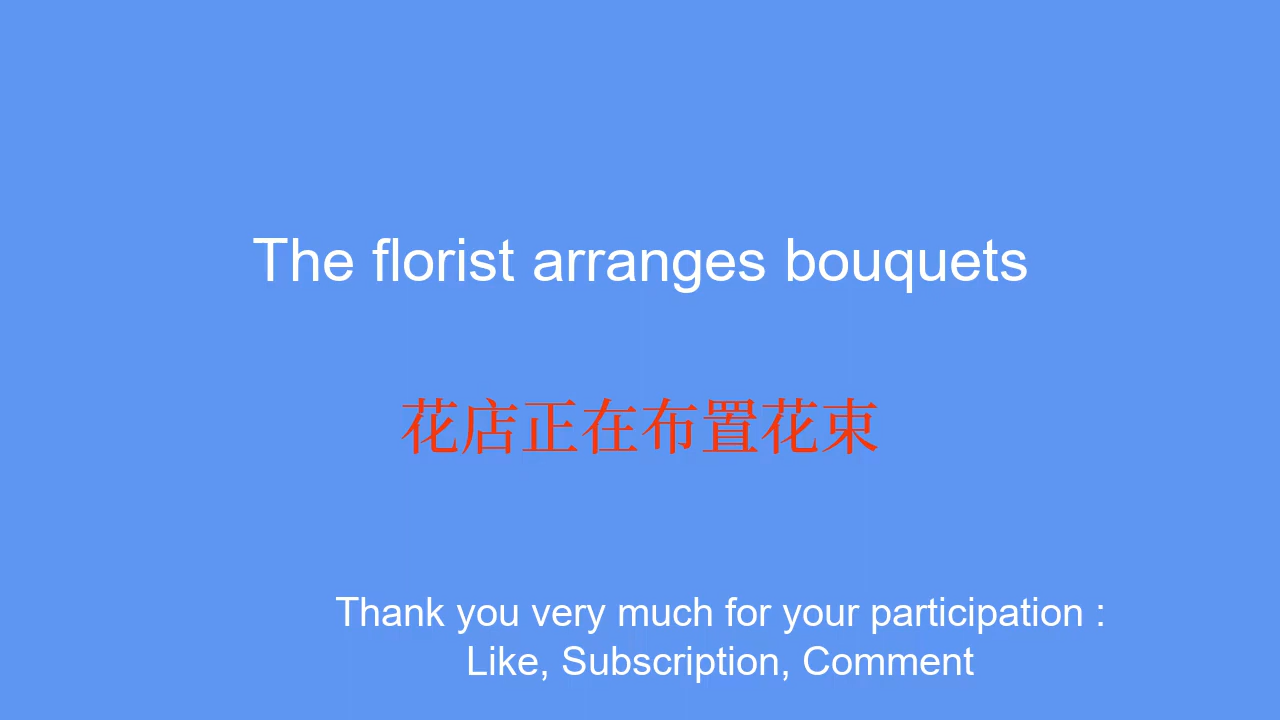 The florist arranges bouquets
花店正在布置花束
Thank you very much for your participation :
Like, Subscription, Comment